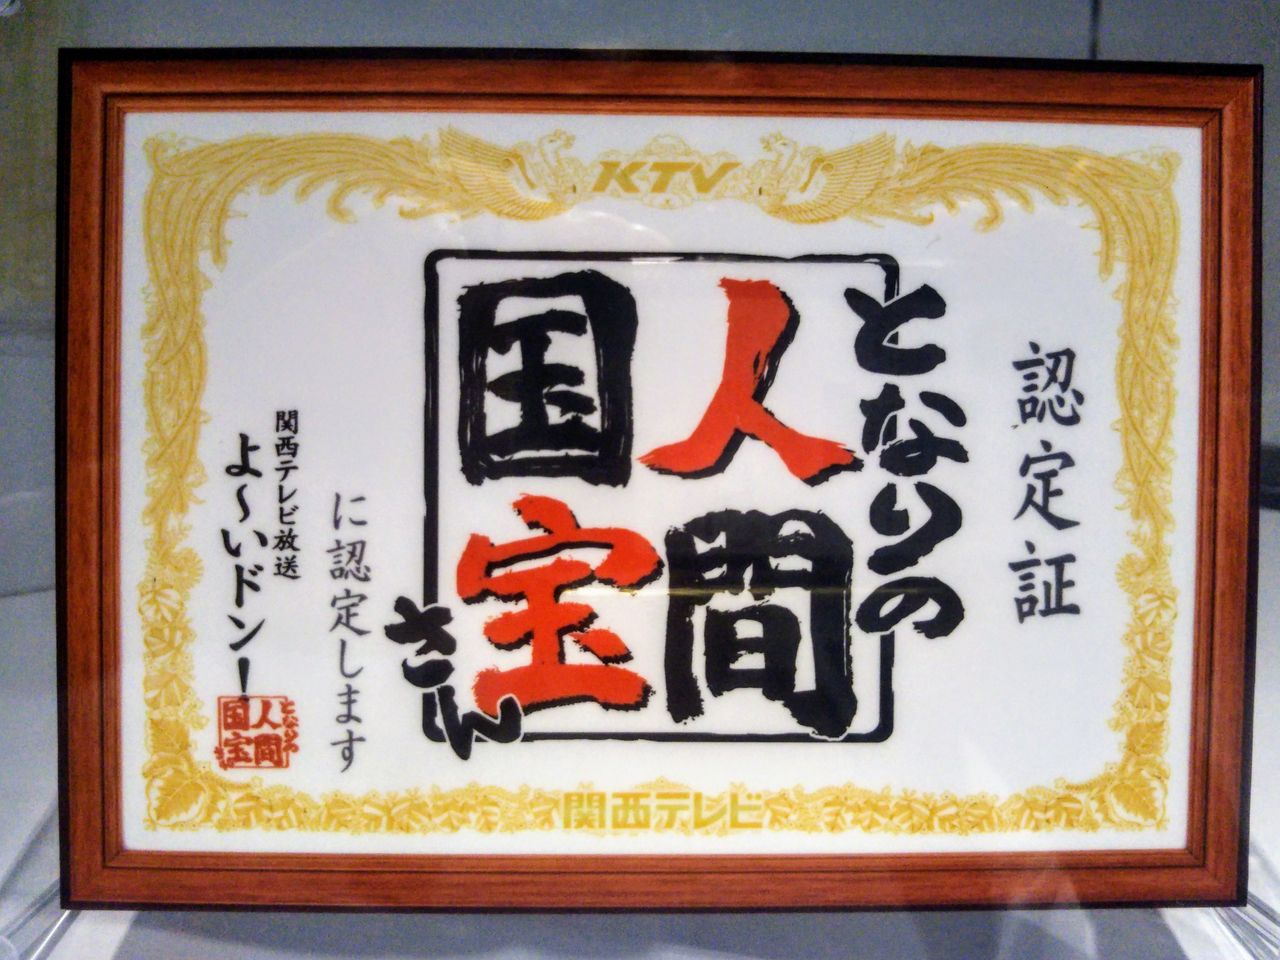 KTV
認定証
となりの
人間
国宝
さん
に認定します
関西テレビ放送
よ〜いドン！
となりの
人間
国宝
さん
関西テレビ